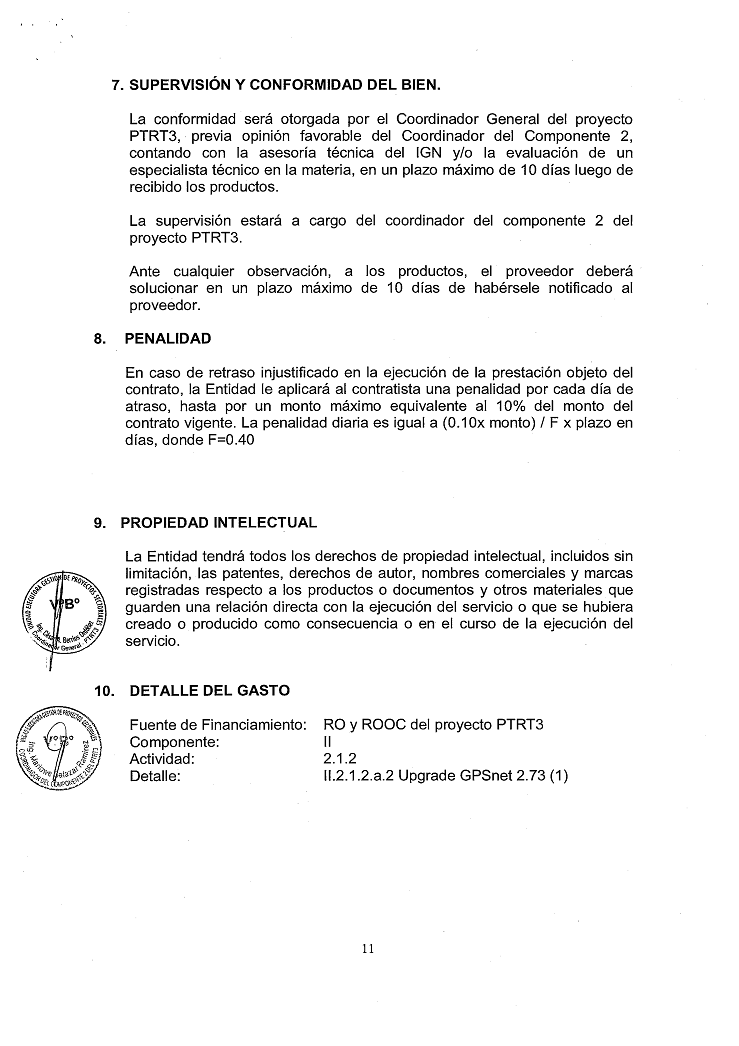 7. SUPERVISIÓN Y CONFORMIDAD DEL BIEN.
La conformidad será otorgada por el Coordinador General del proyecto
PTRT3, previa opinión favorable del Coordinador del Componente 2,
contando con la asesoría técnica del IGN y/o la evaluación de un
especialista técnico en la materia, en un plazo máximo de 10 días luego de
recibido los productos.
La supervisión estará a cargo del coordinador del componente 2 del
proyecto PTRT3.
Ante cualquier observación, a los productos, el proveedor deberá
solucionar en un plazo máximo de 10 días de habérsele notificado al
proveedor.
8. PENALIDAD
En caso de retraso injustificado en la ejecución de la prestación objeto del
contrato, la Entidad le aplicará al contratista una penalidad por cada día de
atraso, hasta por un monto máximo equivalente al 10% del monto del
contrato vigente. La penalidad diaria es igual a (0.10x monto) / F x plazo en
días, donde F=0.40
9. PROPIEDAD INTELECTUAL
La Entidad tendrá todos los derechos de propiedad intelectual, incluidos sin
limitación, las patentes, derechos de autor, nombres comerciales y marcas
registradas respecto a los productos o documentos y otros materiales que
guarden una relación directa con la ejecución del servicio o que se hubiera
creado o producido como consecuencia o en el curso de la ejecución del
servicio.
UNIDAD EJECUTORA GESTIÓN DE PROYECTOS SECTORIALES
V°B°
Coordinador General PTRT3
10. DETALLE DEL GASTO
Fuente de Financiamiento: RO y ROOC del proyecto PTRT3
Componente: II
Actividad: 2.1.2
Detalle: II.2.1.2.a.2 Upgrade GPSnet 2.73 (1)
V°B°
Salazar Ramírez
11